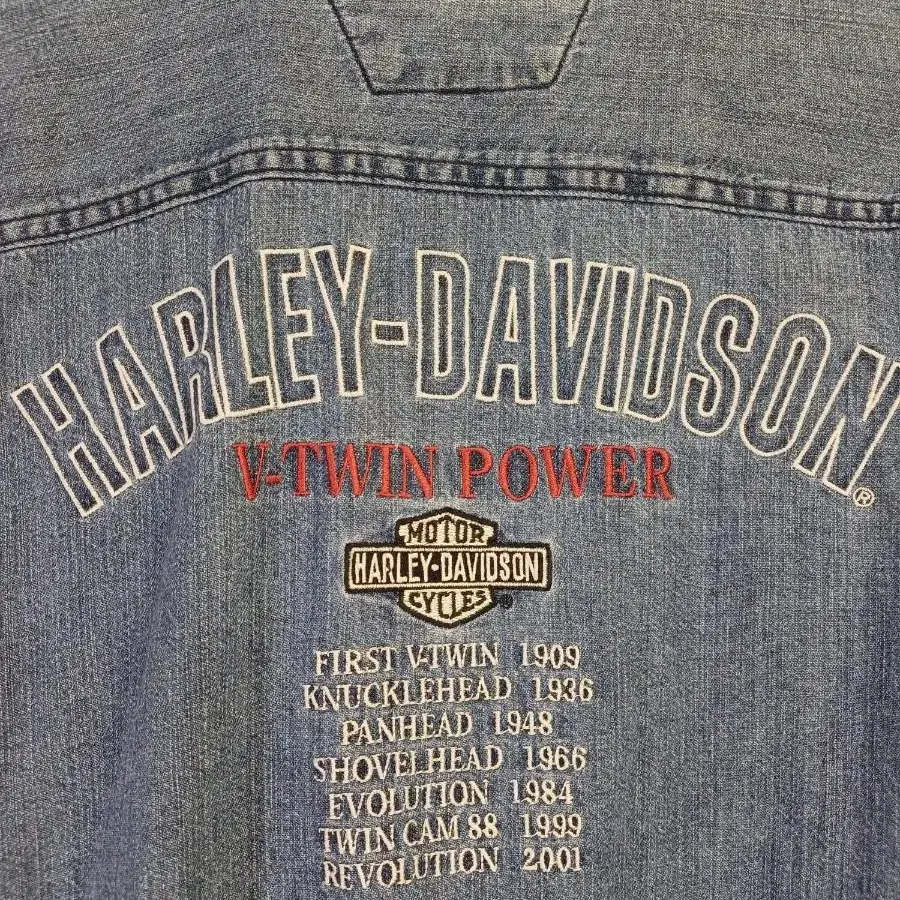 HARLEY-DAVIDSON®
V-TWIN POWER
MOTOR
HARLEY-DAVIDSON
CYCLES®
FIRST V-TWIN 1909
KNUCKLEHEAD 1936
PANHEAD 1948
SHOVELHEAD 1966
EVOLUTION 1984
TWIN CAM 88 1999
REVOLUTION 2001